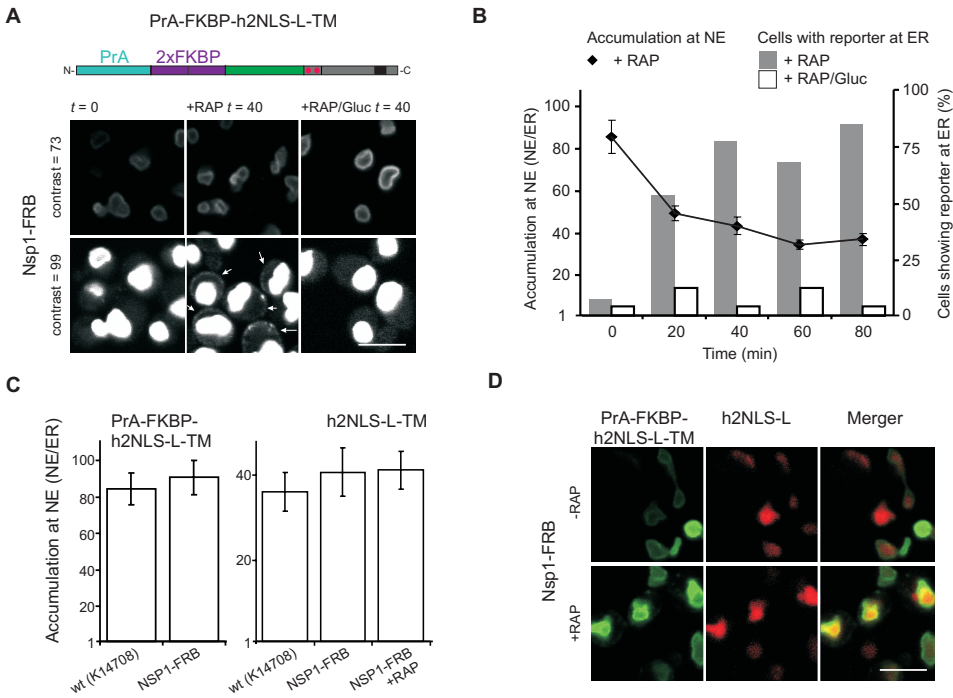 A
PrA-FKBP-h2NLS-L-TM
PrA
2xFKBP
N-
-C
t = 0
+RAP t = 40
+RAP/Gluc t = 40
Nsp1-FRB
contrast = 73
contrast = 99
B
Accumulation at NE
+ RAP
Cells with reporter at ER
+ RAP
+ RAP/Gluc
Accumulation at NE (NE/ER)
100
80
60
40
20
1
100
75
50
25
0
Cells showing reporter at ER (%)
0 20 40 60 80
Time (min)
C
Accumulation at NE (NE/ER)
PrA-FKBP-
h2NLS-L-TM
100
80
60
40
20
1
wt (K14708)
NSP1-FRB
h2NLS-L-TM
40
20
1
wt (K14708)
NSP1-FRB
NSP1-FRB
+RAP
D
PrA-FKBP-
h2NLS-L-TM
h2NLS-L
Merger
Nsp1-FRB
-RAP
+RAP